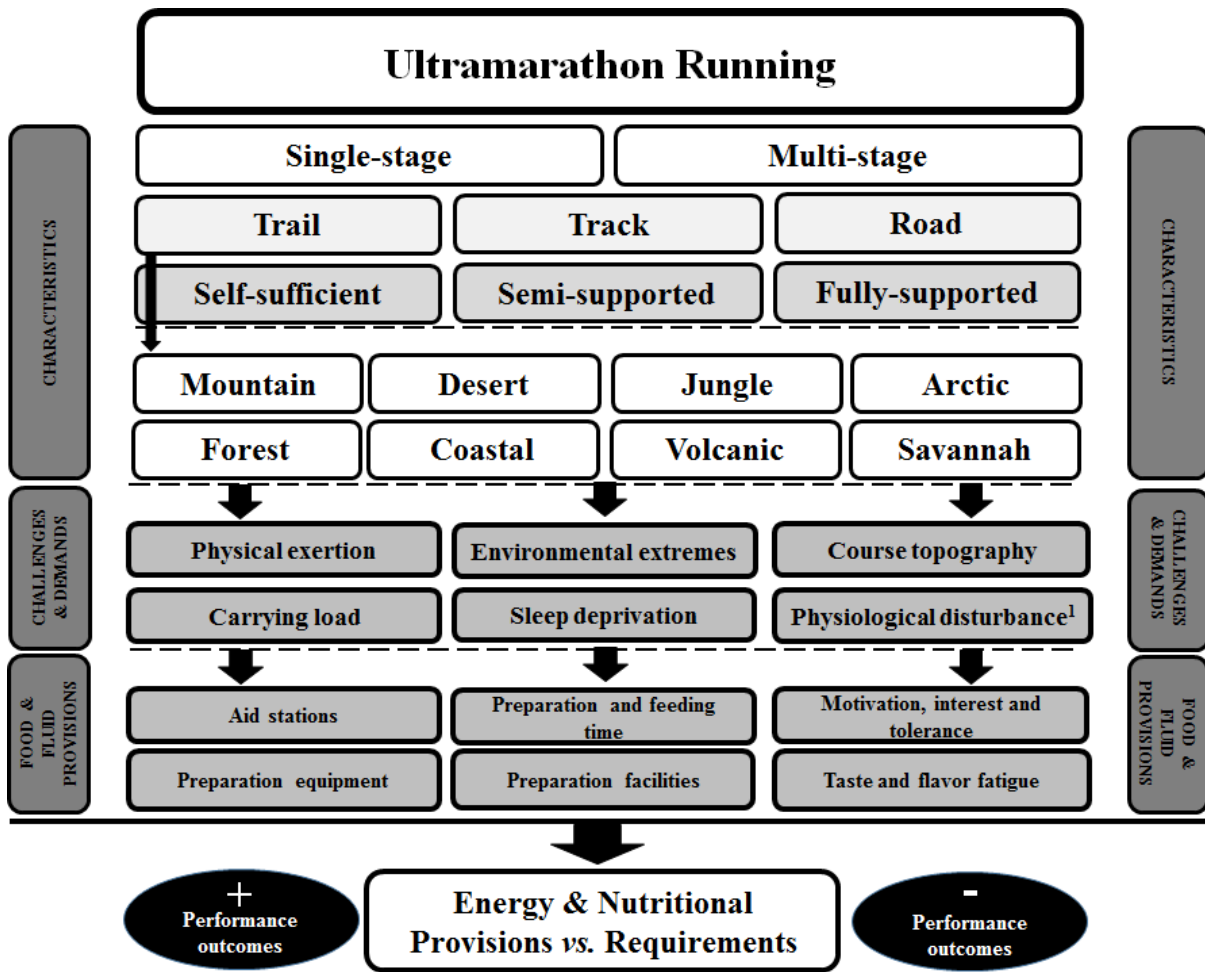 Ultramarathon Running
Single-stage
Multi-stage
Trail
Track
Road
Self-sufficient
Semi-supported
Fully-supported
CHARACTERISTICS
CHARACTERISTICS
Mountain
Desert
Jungle
Arctic
Forest
Coastal
Volcanic
Savannah
CHALLENGES
& DEMANDS
CHALLENGES
& DEMANDS
Physical exertion
Environmental extremes
Course topography
Carrying load
Sleep deprivation
Physiological disturbance¹
FOOD &
FLUID
PROVISIONS
FOOD &
FLUID
PROVISIONS
Aid stations
Preparation and feeding
time
Motivation, interest and
tolerance
Preparation equipment
Preparation facilities
Taste and flavor fatigue
+
Performance
outcomes
Energy & Nutritional
Provisions vs. Requirements
-
Performance
outcomes